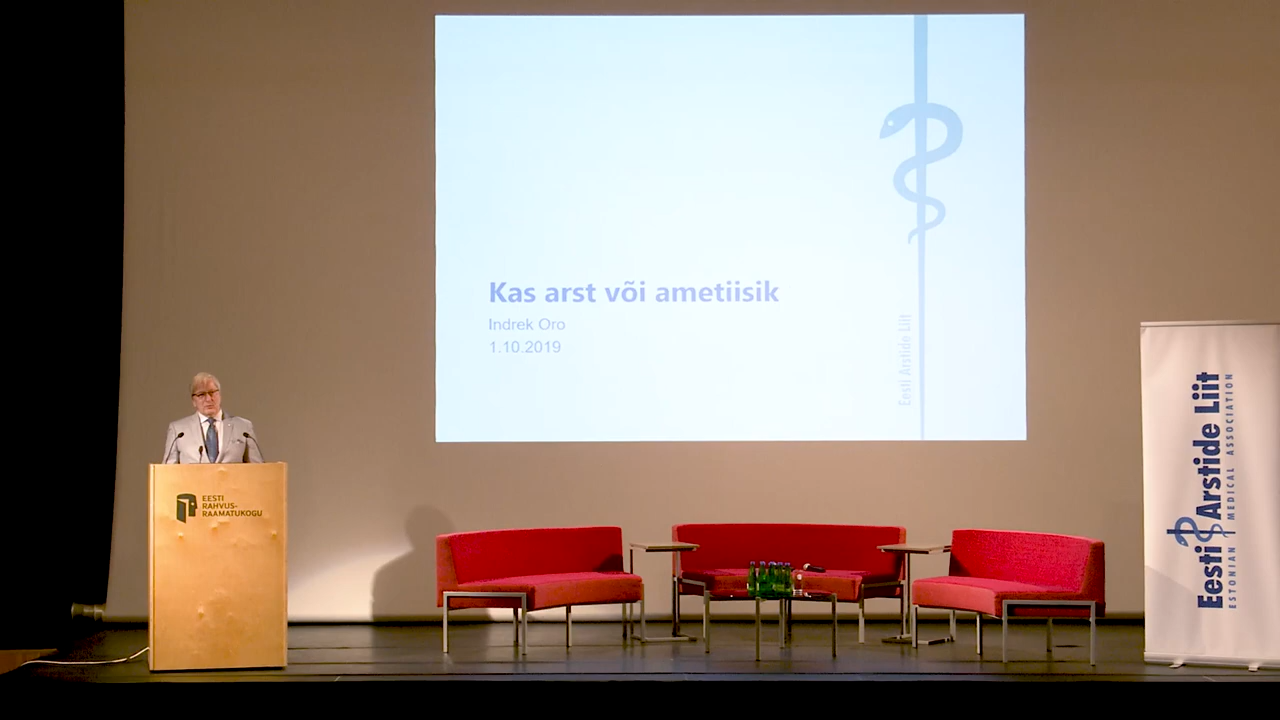 Kas arst või ametiisik
Indrek Oro
1.10.2019
Eesti Arstide Liit
EESTI
RAHVUS-
RAAMATUKOGU
Eesti Arstide Liit
ESTONIAN MEDICAL ASSOCIATION